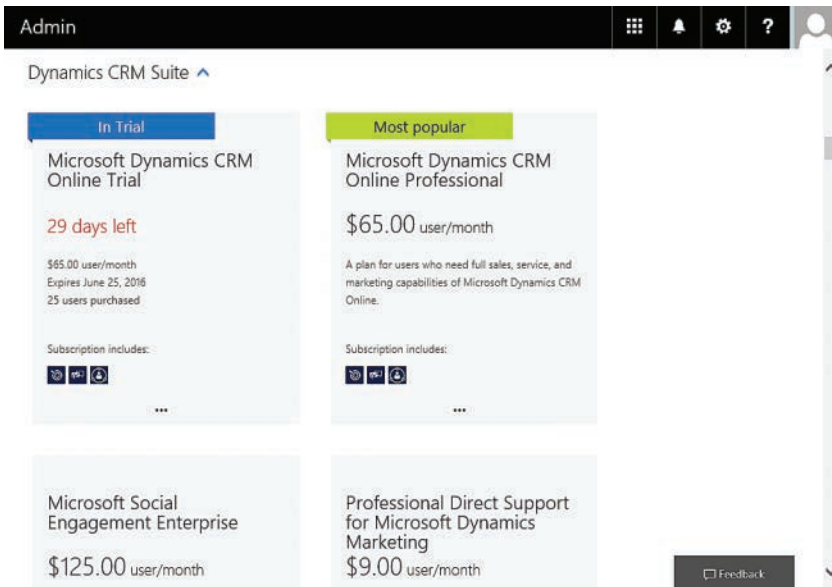 Admin
?
Dynamics CRM Suite
In Trial
Microsoft Dynamics CRM
Online Trial
29 days left
$65.00 user/month
Expires June 25, 2016
25 users purchased
Subscription includes:
...
Most popular
Microsoft Dynamics CRM
Online Professional
$65.00 user/month
A plan for users who need full sales, service, and
marketing capabilities of Microsoft Dynamics CRM
Online.
Subscription includes:
...
Microsoft Social
Engagement Enterprise
$125.00 user/month
Professional Direct Support
for Microsoft Dynamics
Marketing
$9.00 user/month
Feedback